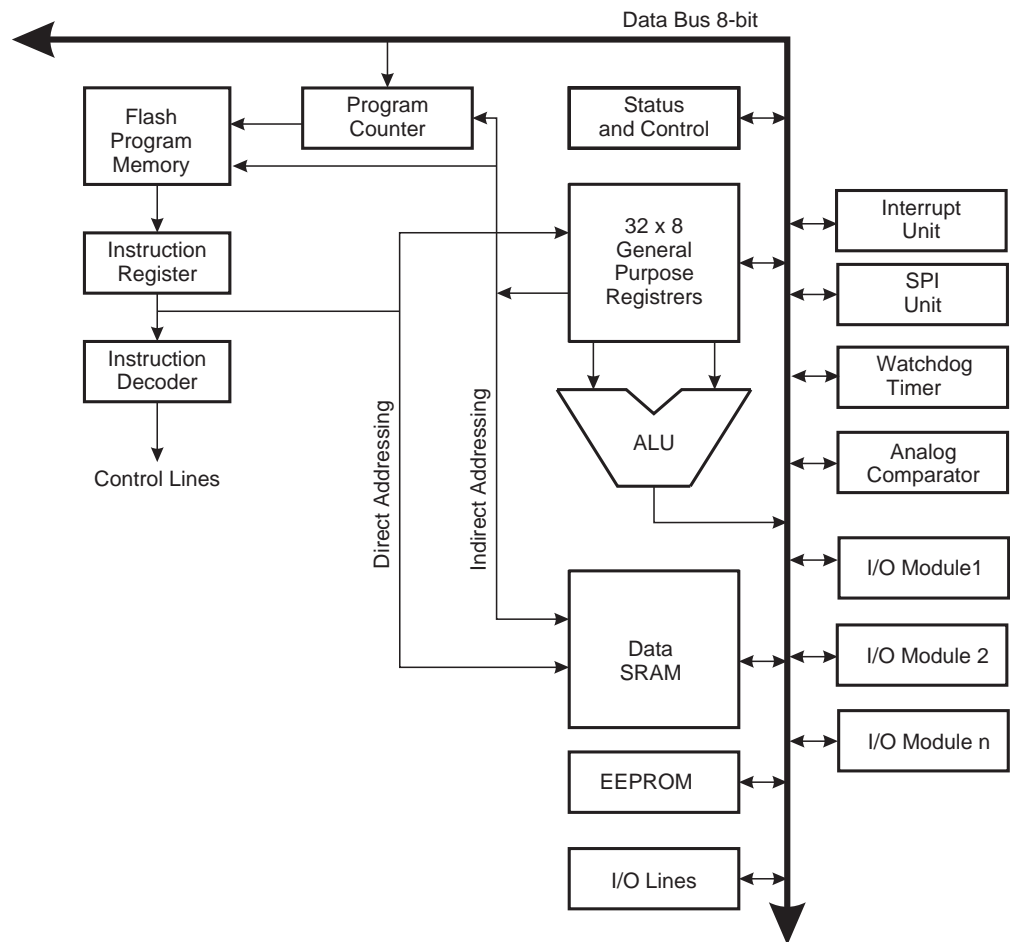 Data Bus 8-bit
Flash
Program
Memory
Program
Counter
Status
and Control
Instruction
Register
32 x 8
General
Purpose
Registrers
Interrupt
Unit
SPI
Unit
Instruction
Decoder
Watchdog
Timer
Control Lines
Direct Addressing
Indirect Addressing
ALU
Analog
Comparator
I/O Module1
Data
SRAM
I/O Module 2
I/O Module n
EEPROM
I/O Lines